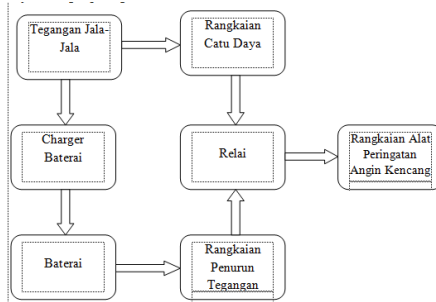 Tegangan Jala-
Jala
Rangkaian
Catu Daya
Charger
Baterai
Relai
Rangkaian Alat
Peringatan
Angin Kencang
Baterai
Rangkaian
Penurun
Tegangan